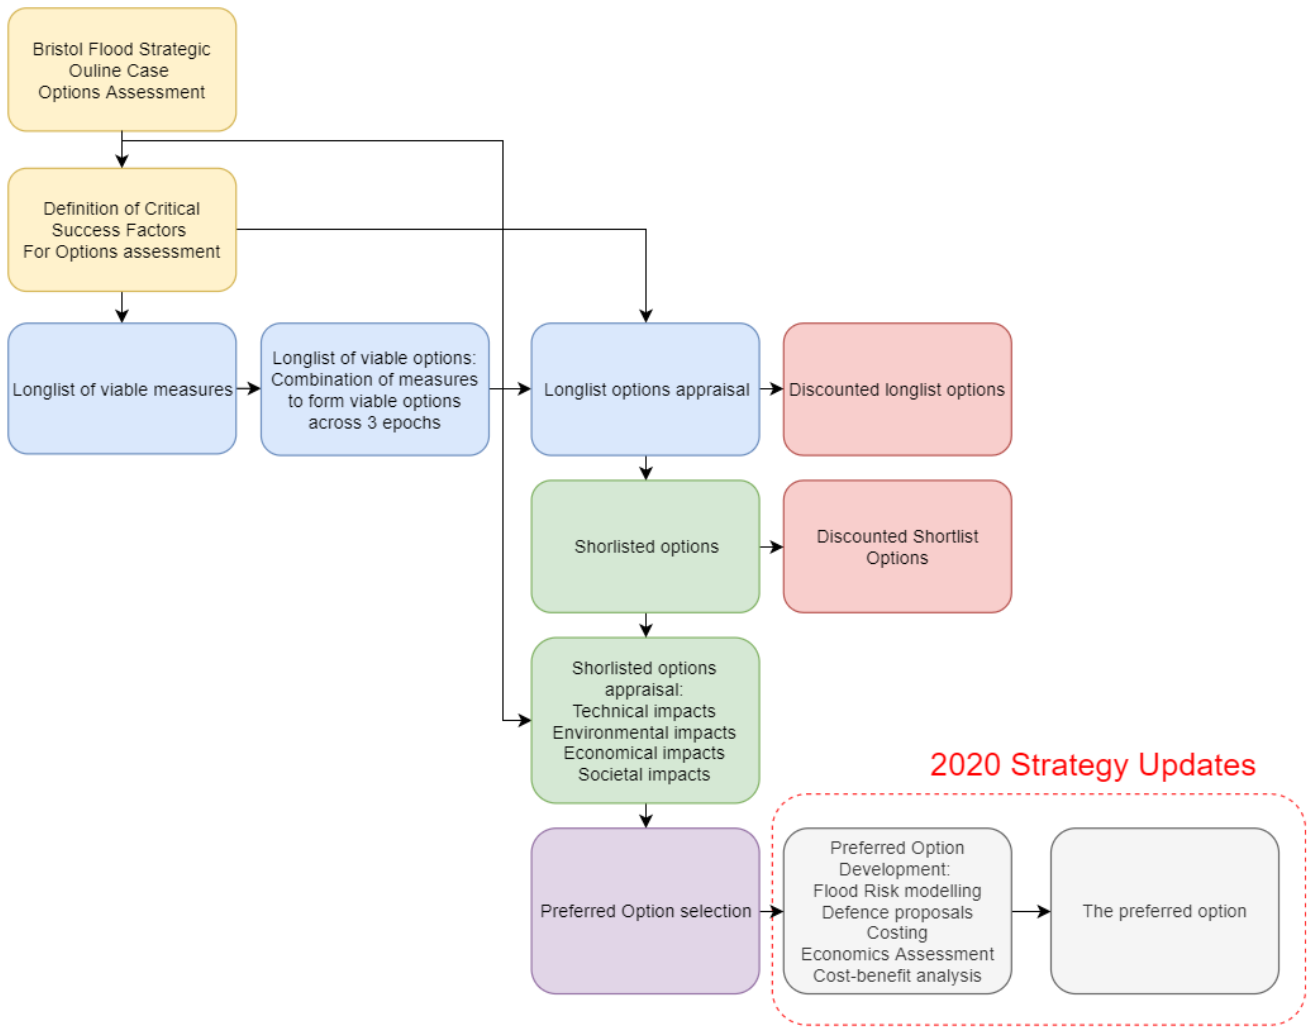 Bristol Flood Strategic
Ouline Case
Options Assessment
Definition of Critical
Success Factors
For Options assessment
Longlist of viable measures
Longlist of viable options:
Combination of measures
to form viable options
across 3 epochs
Longlist options appraisal
Discounted longlist options
Shorlisted options
Discounted Shortlist
Options
Shorlisted options
appraisal:
Technical impacts
Environmental impacts
Economical impacts
Societal impacts
2020 Strategy Updates
Preferred Option selection
Preferred Option
Development:
Flood Risk modelling
Defence proposals
Costing
Economics Assessment
Cost-benefit analysis
The preferred option